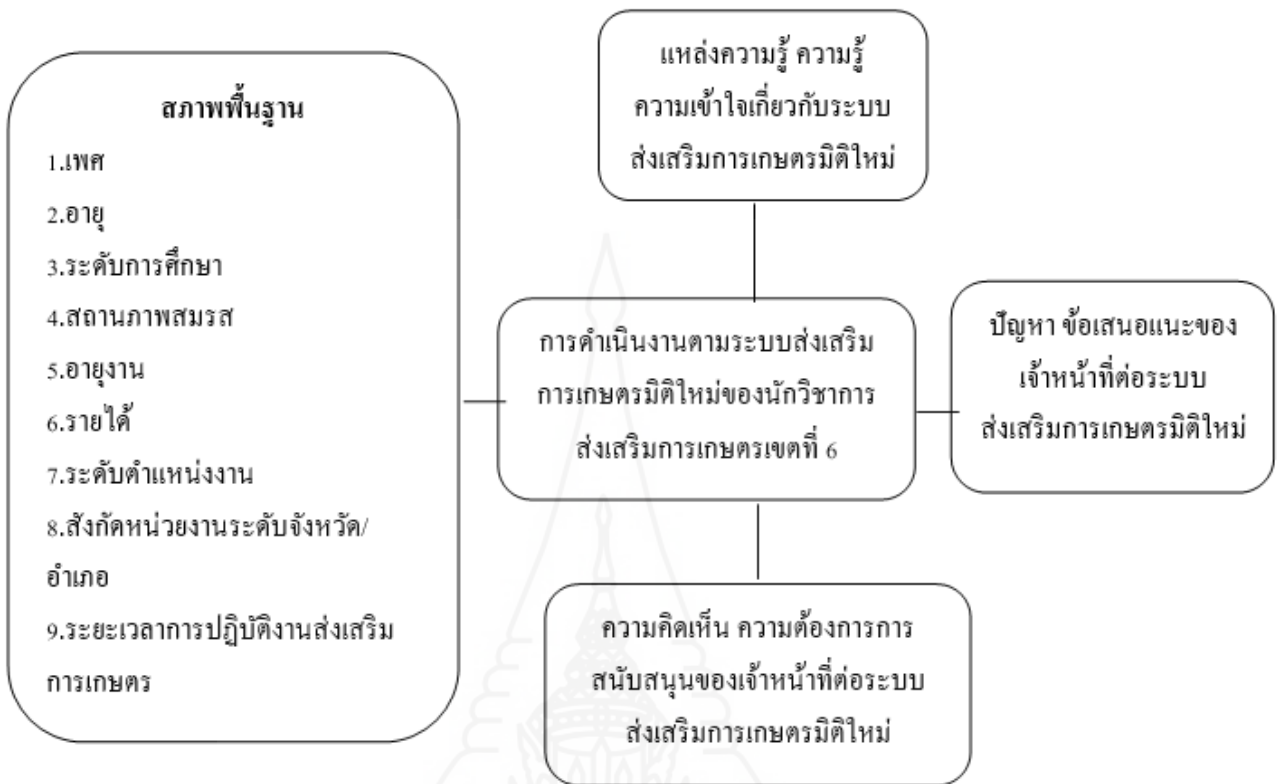 สภาพพื้นฐาน
1.เพศ
2.อายุ
3.ระดับการศึกษา
4.สถานภาพสมรส
5.อายุงาน
6.รายได้
7.ระดับตำแหน่งงาน
8.สังกัดหน่วยงานระดับจังหวัด/
อำเภอ
9.ระยะเวลาการปฏิบัติงานส่งเสริม
การเกษตร
แหล่งความรู้ ความรู้
ความเข้าใจเกี่ยวกับระบบ
ส่งเสริมการเกษตรมิติใหม่
การดำเนินงานตามระบบส่งเสริม
การเกษตรมิติใหม่ของนักวิชาการ
ส่งเสริมการเกษตรเขตที่ 6
ปัญหา ข้อเสนอแนะของ
เจ้าหน้าที่ต่อระบบ
ส่งเสริมการเกษตรมิติใหม่
ความคิดเห็น ความต้องการการ
สนับสนุนของเจ้าหน้าที่ต่อระบบ
ส่งเสริมการเกษตรมิติใหม่